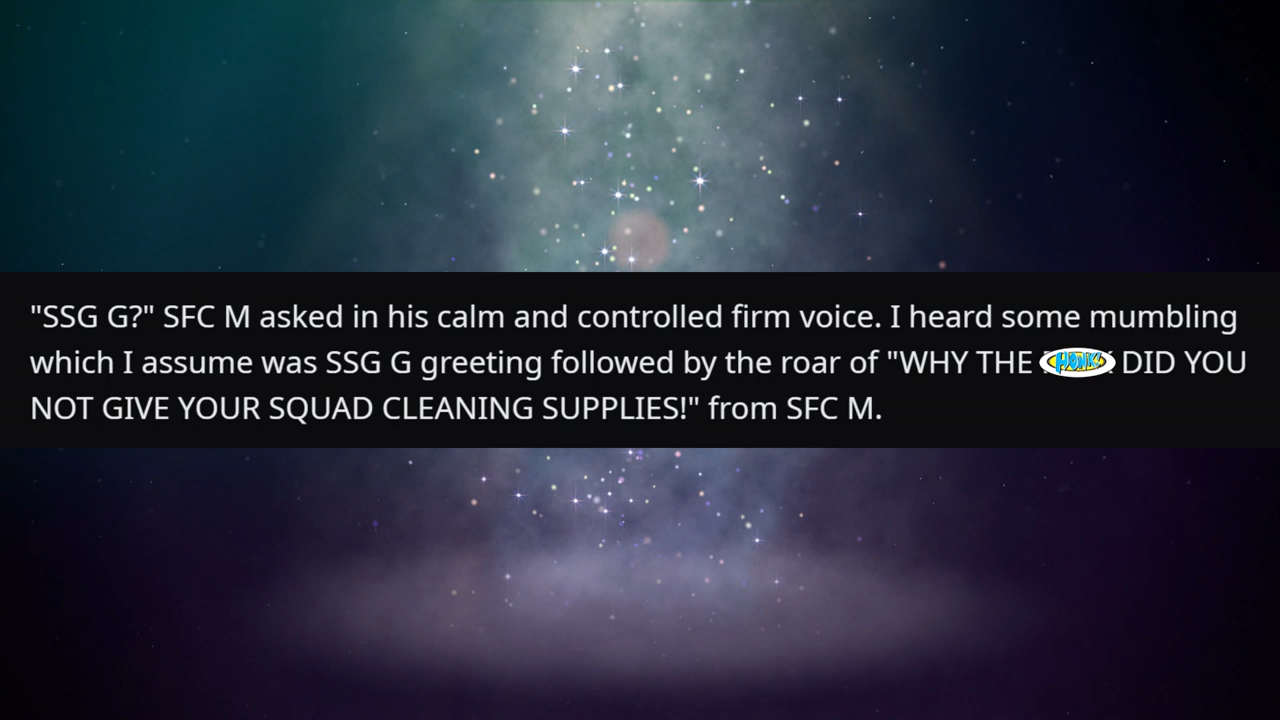 "SSG G?" SFC M asked in his calm and controlled firm voice. I heard some mumbling
which I assume was SSG G greeting followed by the roar of "WHY THE HONK! DID YOU
NOT GIVE YOUR SQUAD CLEANING SUPPLIES!" from SFC M.